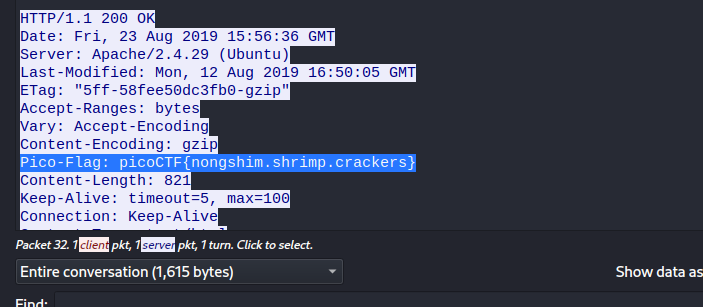 HTTP/1.1 200 OK
Date: Fri, 23 Aug 2019 15:56:36 GMT
Server: Apache/2.4.29 (Ubuntu)
Last-Modified: Mon, 12 Aug 2019 16:50:05 GMT
ETag: "5ff-58fee50dc3fb0-gzip"
Accept-Ranges: bytes
Vary: Accept-Encoding
Content-Encoding: gzip
Pico-Flag: picoCTF{nongshim.shrimp.crackers}
Content-Length: 821
Keep-Alive: timeout=5, max=100
Connection: Keep-Alive
Packet 32. 1 client pkt, 1 server pkt, 1 turn. Click to select.
Entire conversation (1,615 bytes) Show data as
Find: